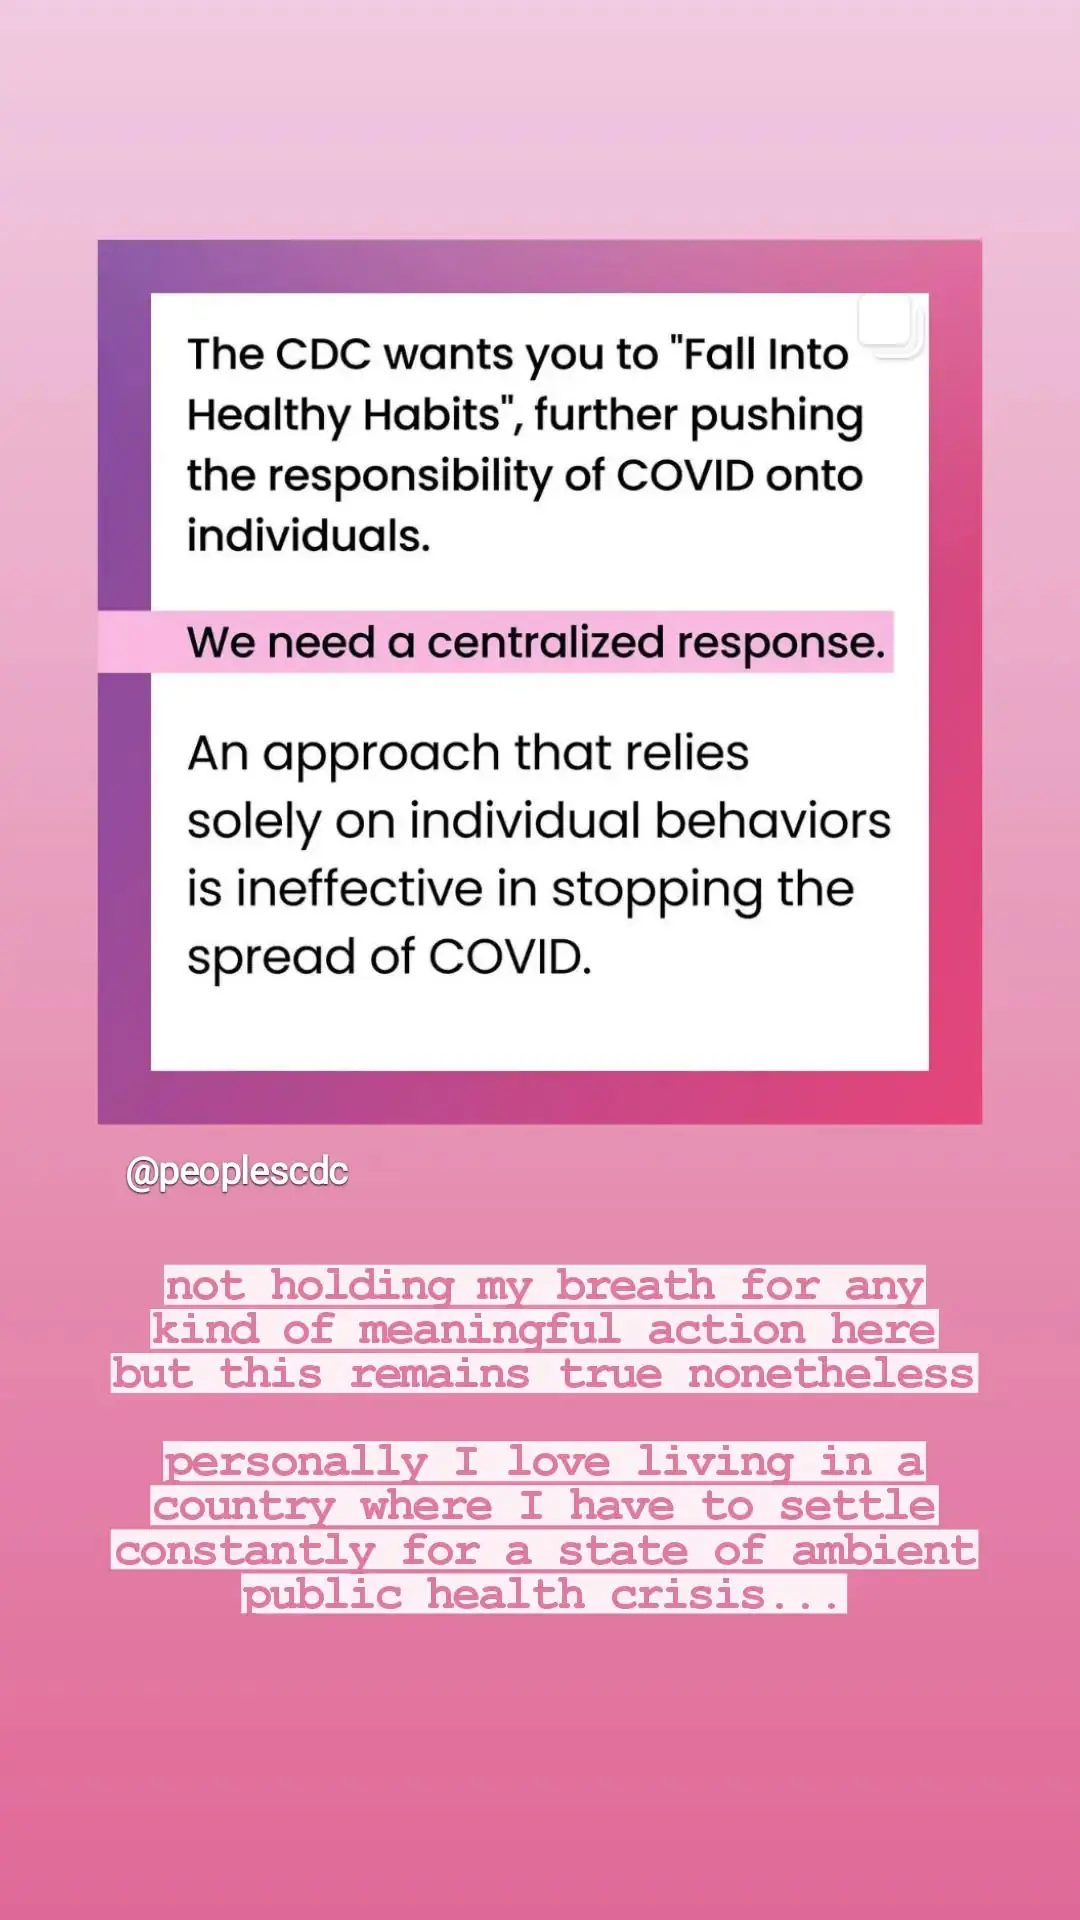 The CDC wants you to "Fall Into
Healthy Habits", further pushing
the responsibility of COVID onto
individuals.
We need a centralized response.
An approach that relies
solely on individual behaviors
is ineffective in stopping the
spread of COVID.
@peoplescdc
not holding my breath for any
kind of meaningful action here
but this remains true nonetheless
personally I love living in a
country where I have to settle
constantly for a state of ambient
public health crisis...